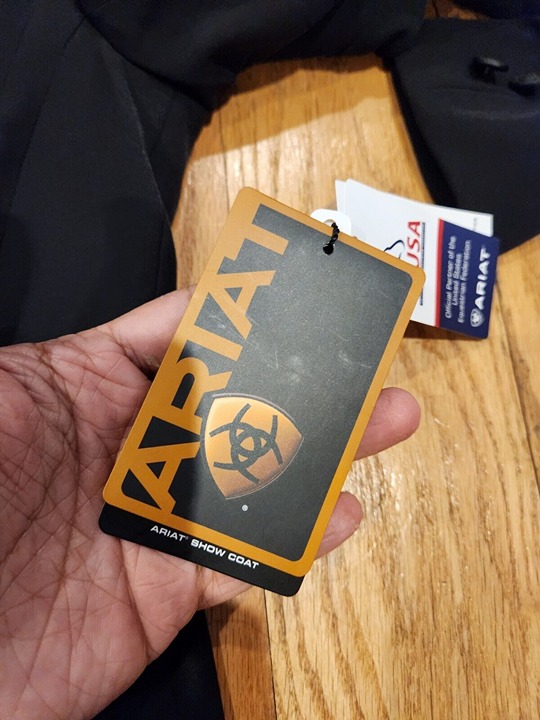 ARIAT
®
ARIAT® SHOW COAT
USA
Official Partner of the
United States
Equestrian Federation
ARIAT